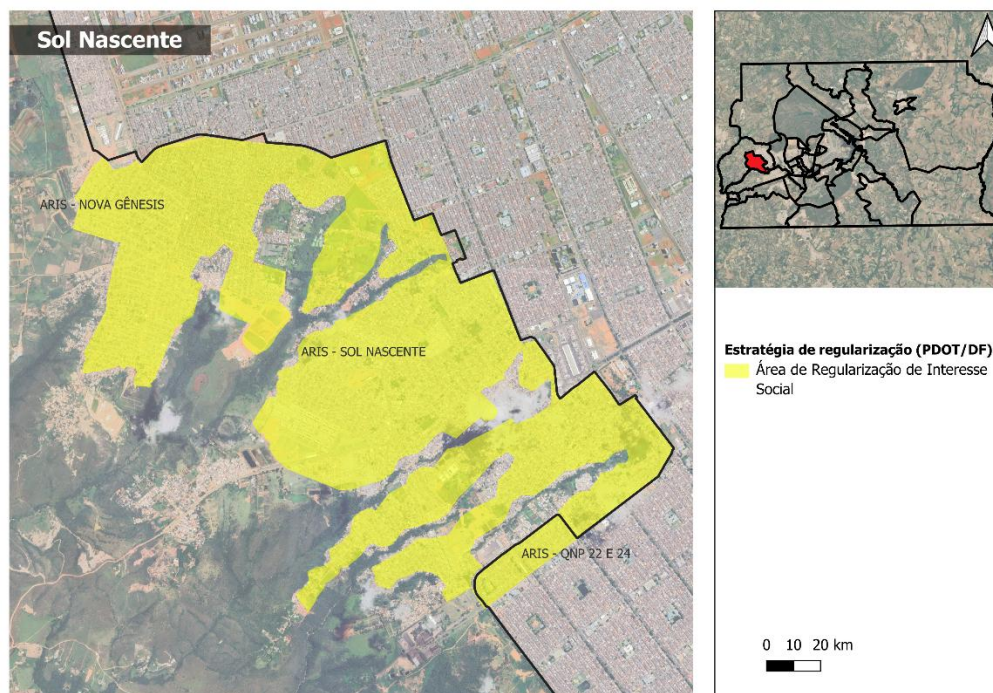 Sol Nascente
ARIS - NOVA GÊNESIS
ARIS - SOL NASCENTE
ARIS - QNP 22 E 24
Estratégia de regularização (PDOT/DF)
Área de Regularização de Interesse
Social
0 10 20 km